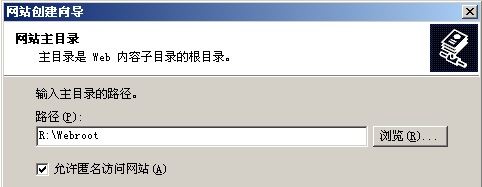 网站创建向导
网站主目录
主目录是 Web 内容子目录的根目录。
输入主目录的路径。
路径(P):
R:\Webroot
浏览(R)...
允许匿名访问网站(A)